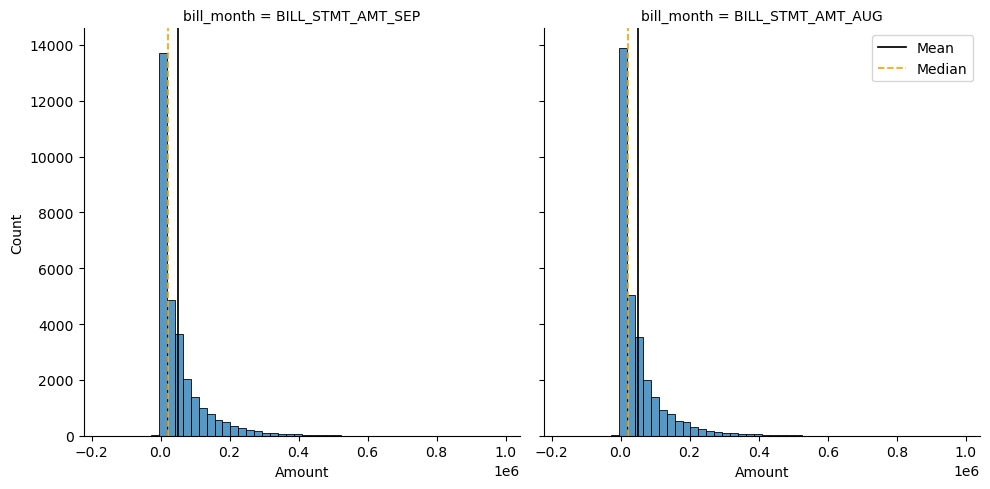 bill_month = BILL_STMT_AMT_SEP
bill_month = BILL_STMT_AMT_AUG
Mean
Median
14000
12000
10000
8000
6000
4000
2000
0
Count
−0.2 0.0 0.2 0.4 0.6 0.8 1.0
1e6
Amount
−0.2 0.0 0.2 0.4 0.6 0.8 1.0
1e6
Amount